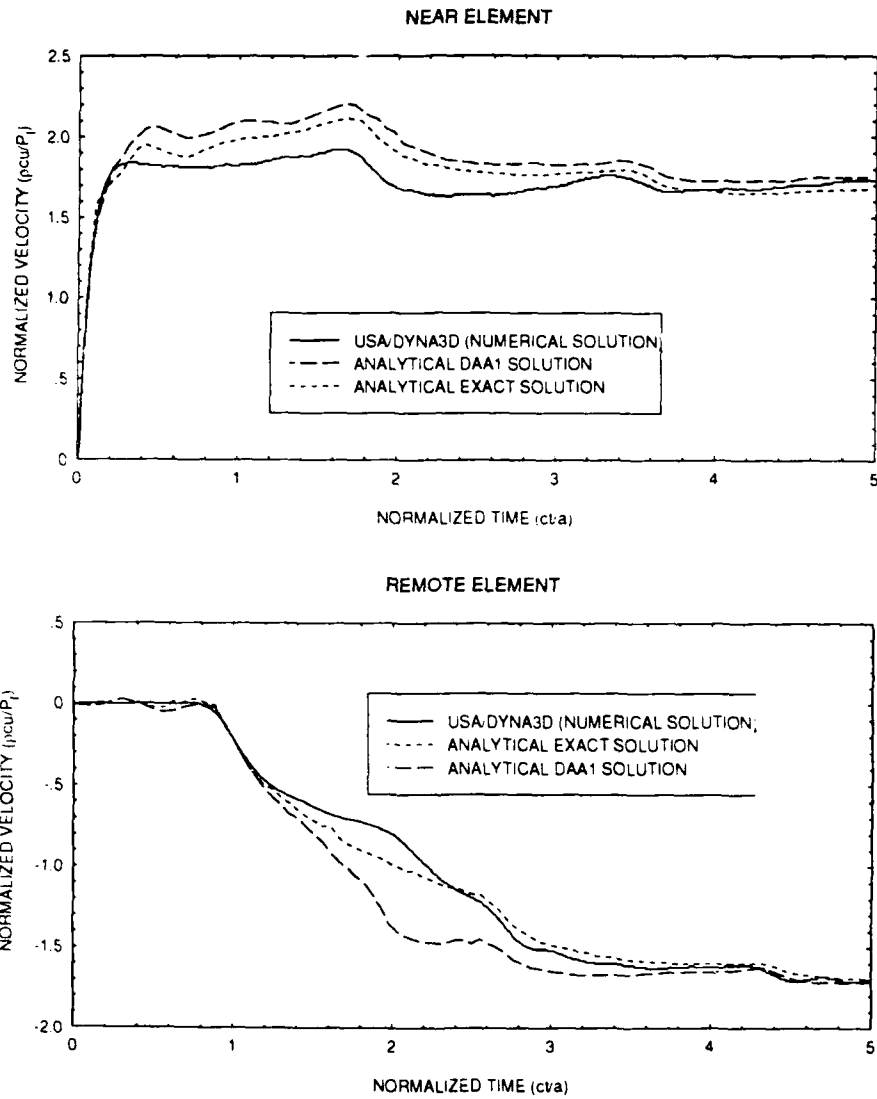 NEAR ELEMENT
2.5
2.0
1.5
1.0
.5
0
NORMALIZED VELOCITY (ρcu/P_I)
USA/DYNA3D (NUMERICAL SOLUTION
ANALYTICAL DAA1 SOLUTION
ANALYTICAL EXACT SOLUTION
0 1 2 3 4 5
NORMALIZED TIME (ct/a)
REMOTE ELEMENT
.5
0
-.5
-1.0
-1.5
-2.0
NORMALIZED VELOCITY (ρcu/P_I)
USA/DYNA3D (NUMERICAL SOLUTION
ANALYTICAL EXACT SOLUTION
ANALYTICAL DAA1 SOLUTION
0 1 2 3 4 5
NORMALIZED TIME (ct/a)